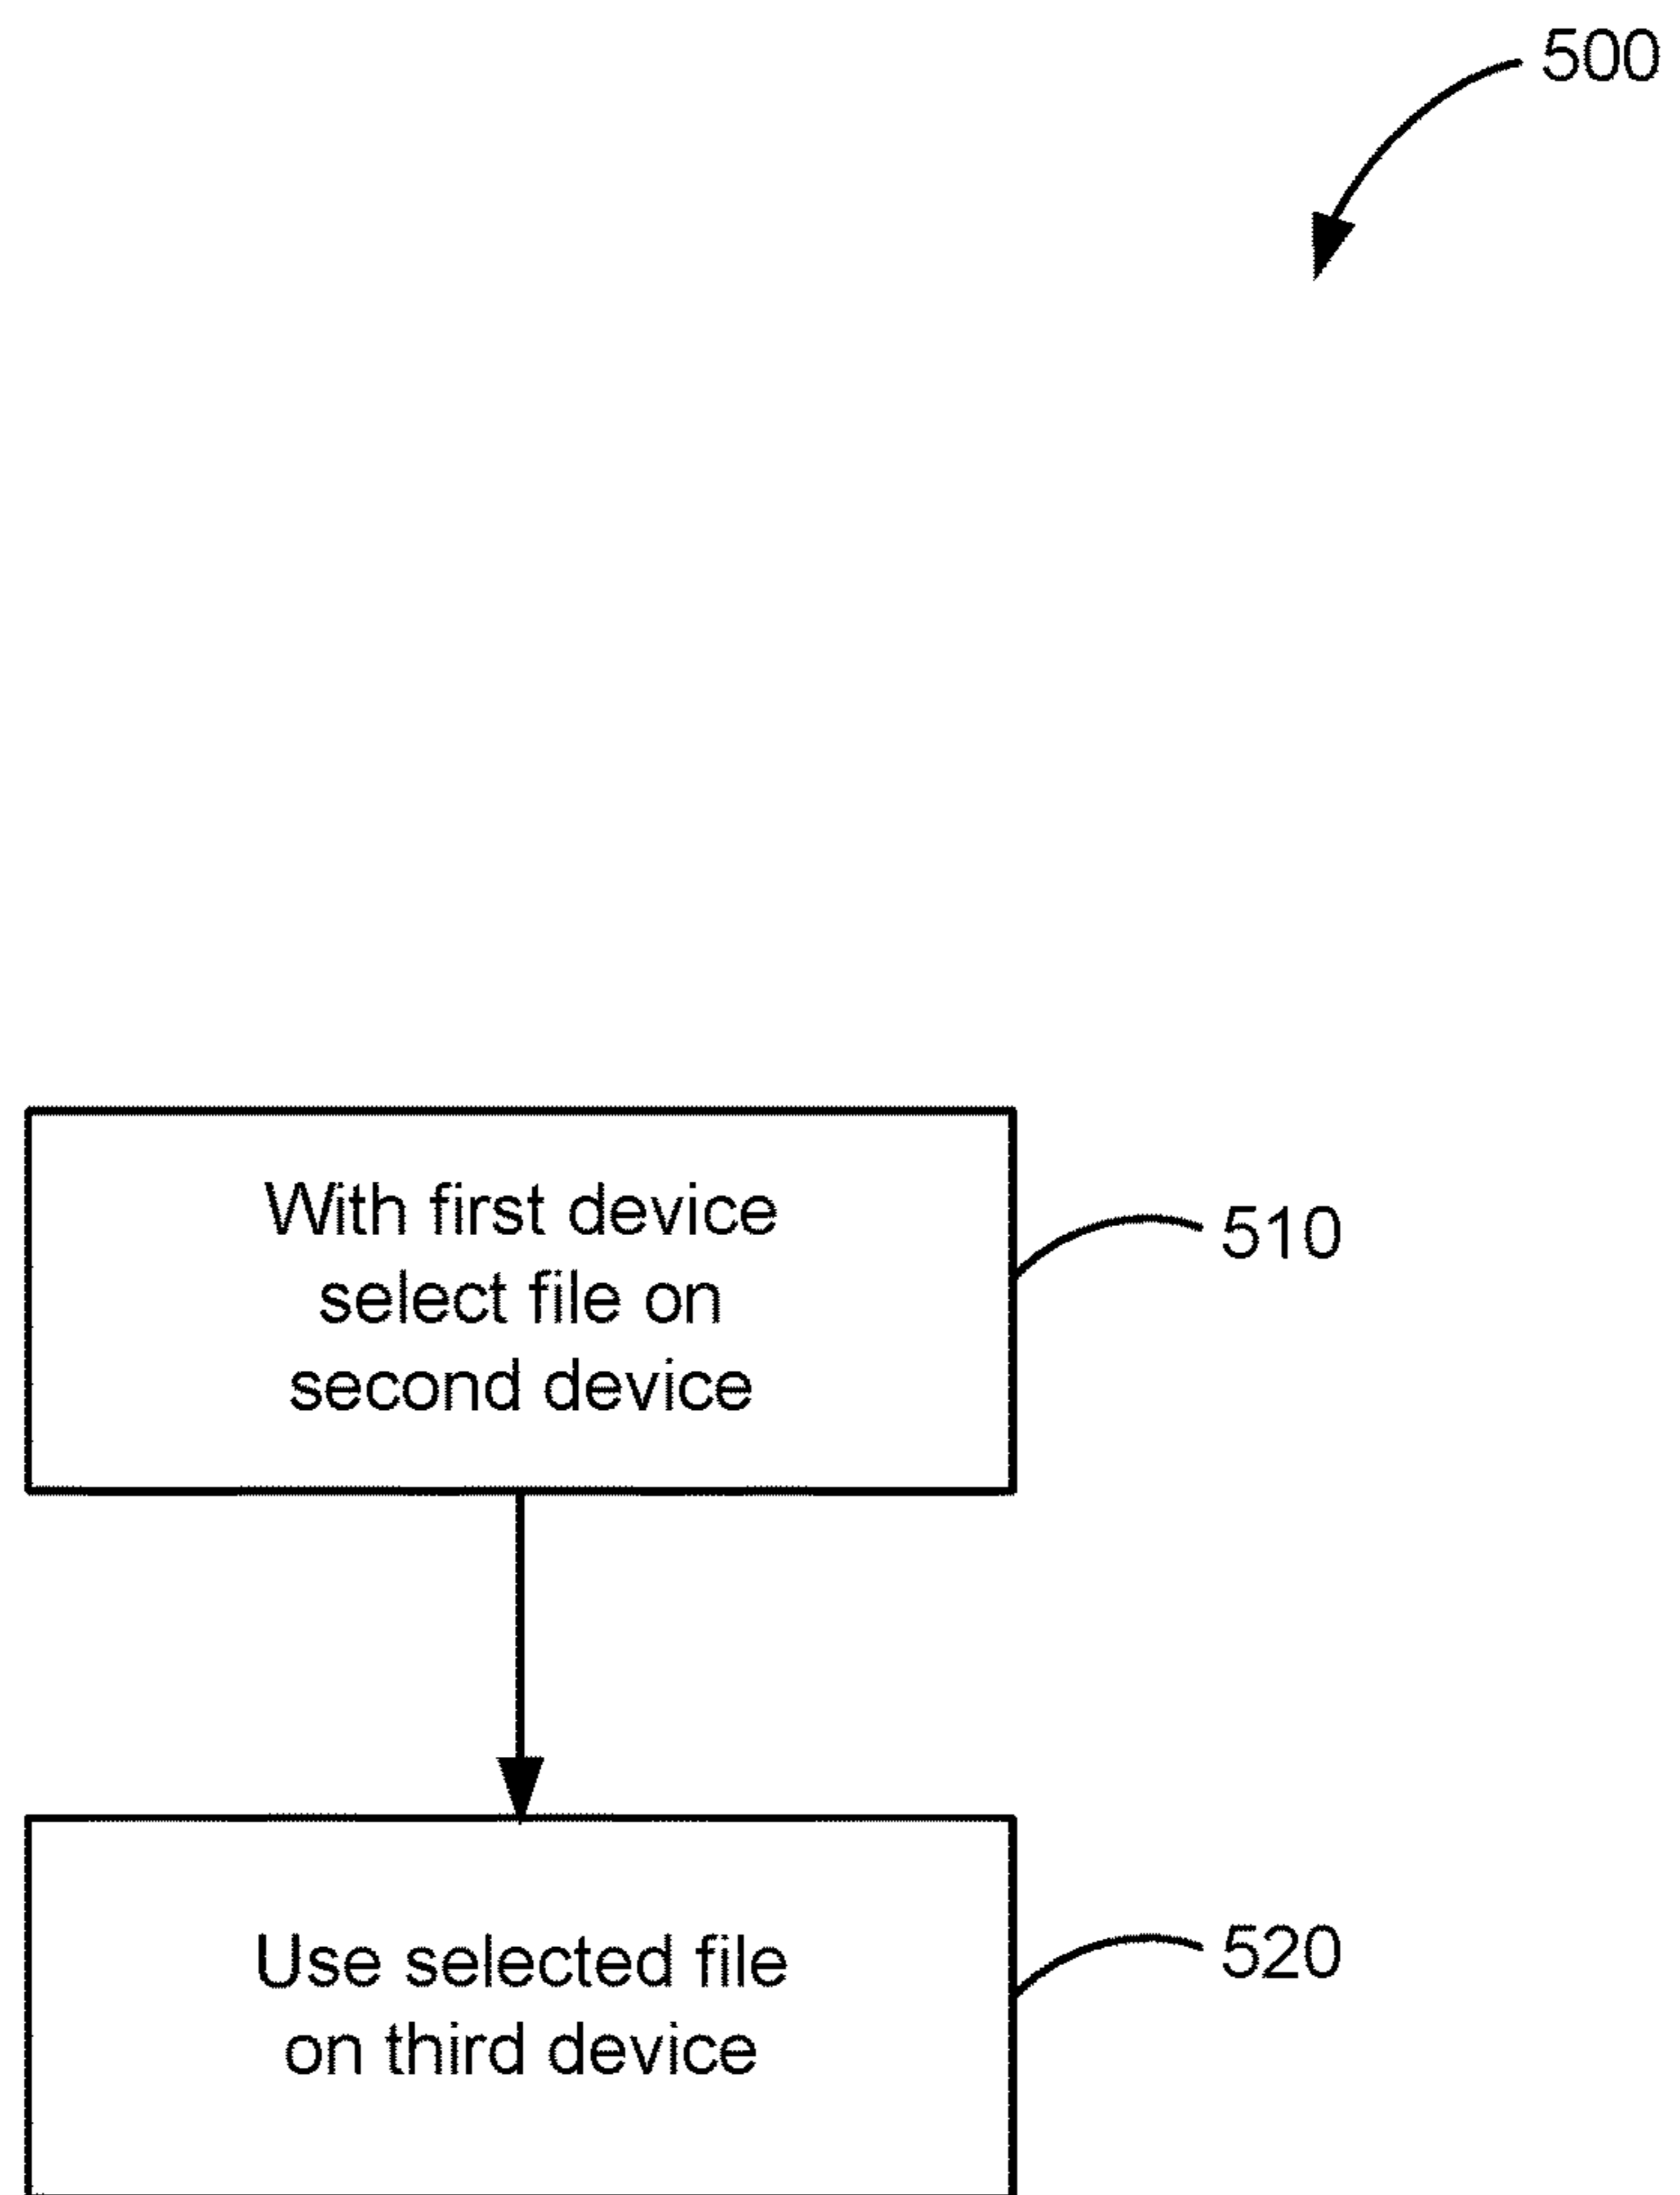 500
With first device
select file on
second device
510
Use selected file
on third device
520